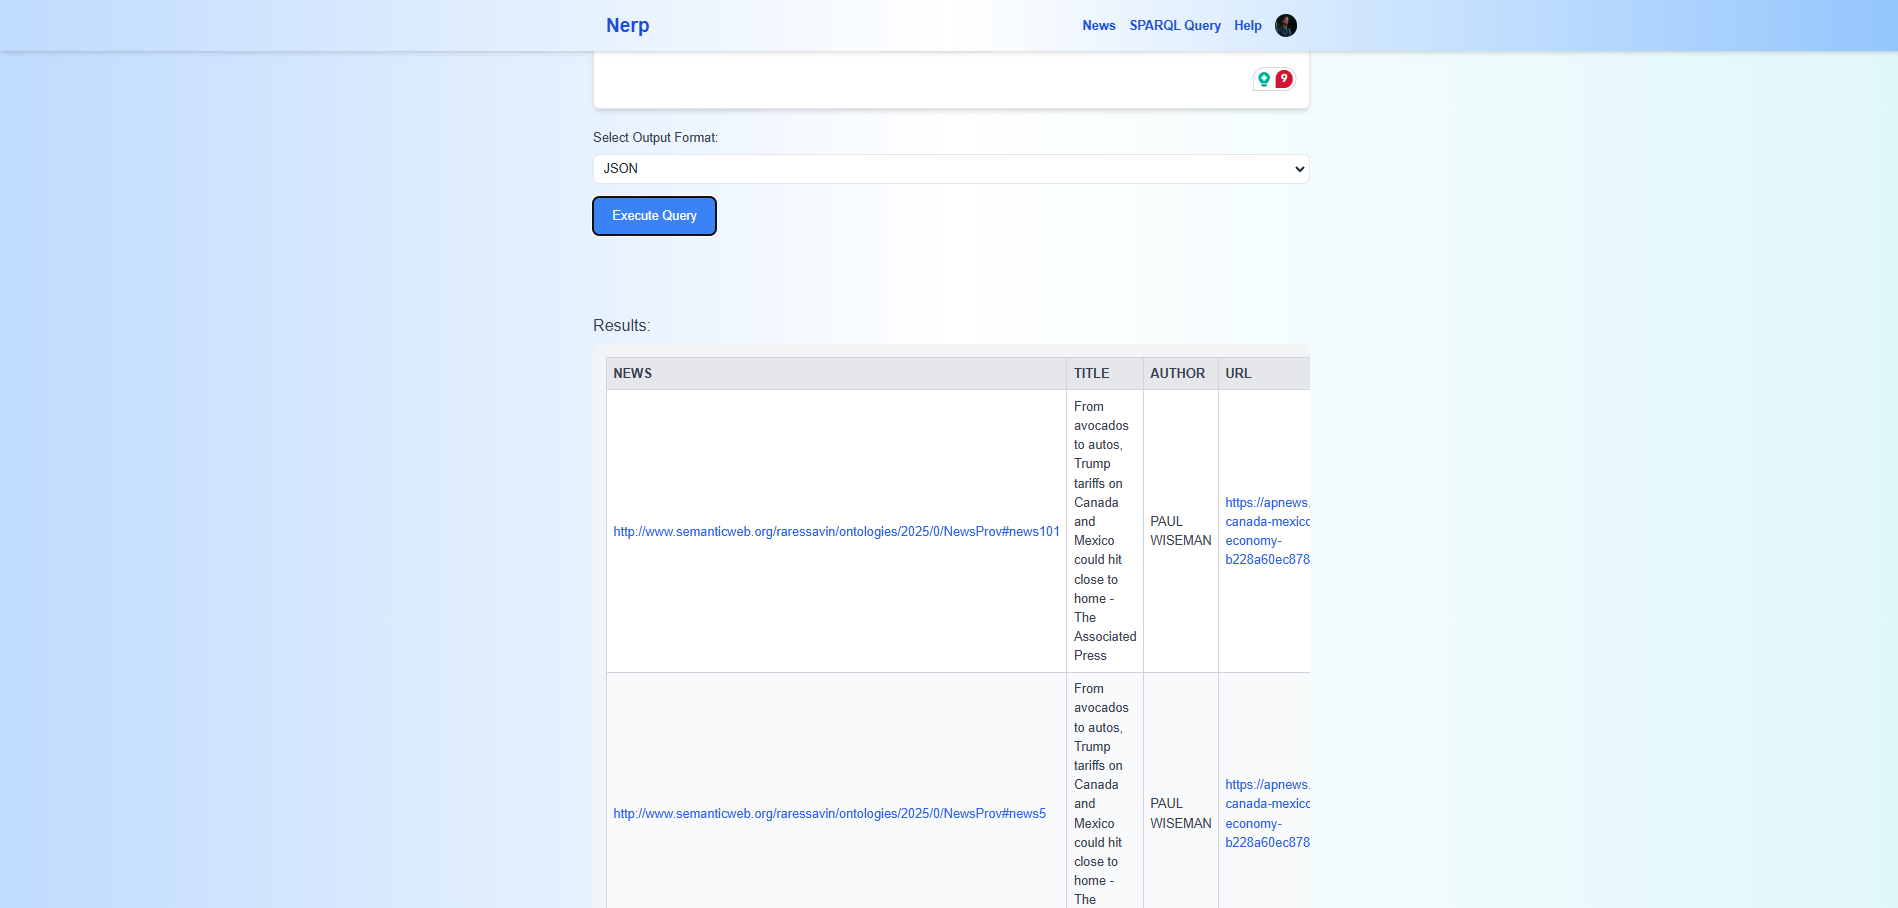 Nerp
News SPARQL Query Help
9
Select Output Format:
JSON
Execute Query
Results:
NEWS TITLE AUTHOR URL
http://www.semanticweb.org/raressavin/ontologies/2025/0/NewsProv#news101
From
avocados
to autos,
Trump
tariffs on
Canada
and
Mexico
could hit
close to
home -
The
Associated
Press
PAUL
WISEMAN
https://apnews.
canada-mexico
economy-
b228a60ec878
http://www.semanticweb.org/raressavin/ontologies/2025/0/NewsProv#news5
From
avocados
to autos,
Trump
tariffs on
Canada
and
Mexico
could hit
close to
home -
The
PAUL
WISEMAN
https://apnews.
canada-mexico
economy-
b228a60ec878